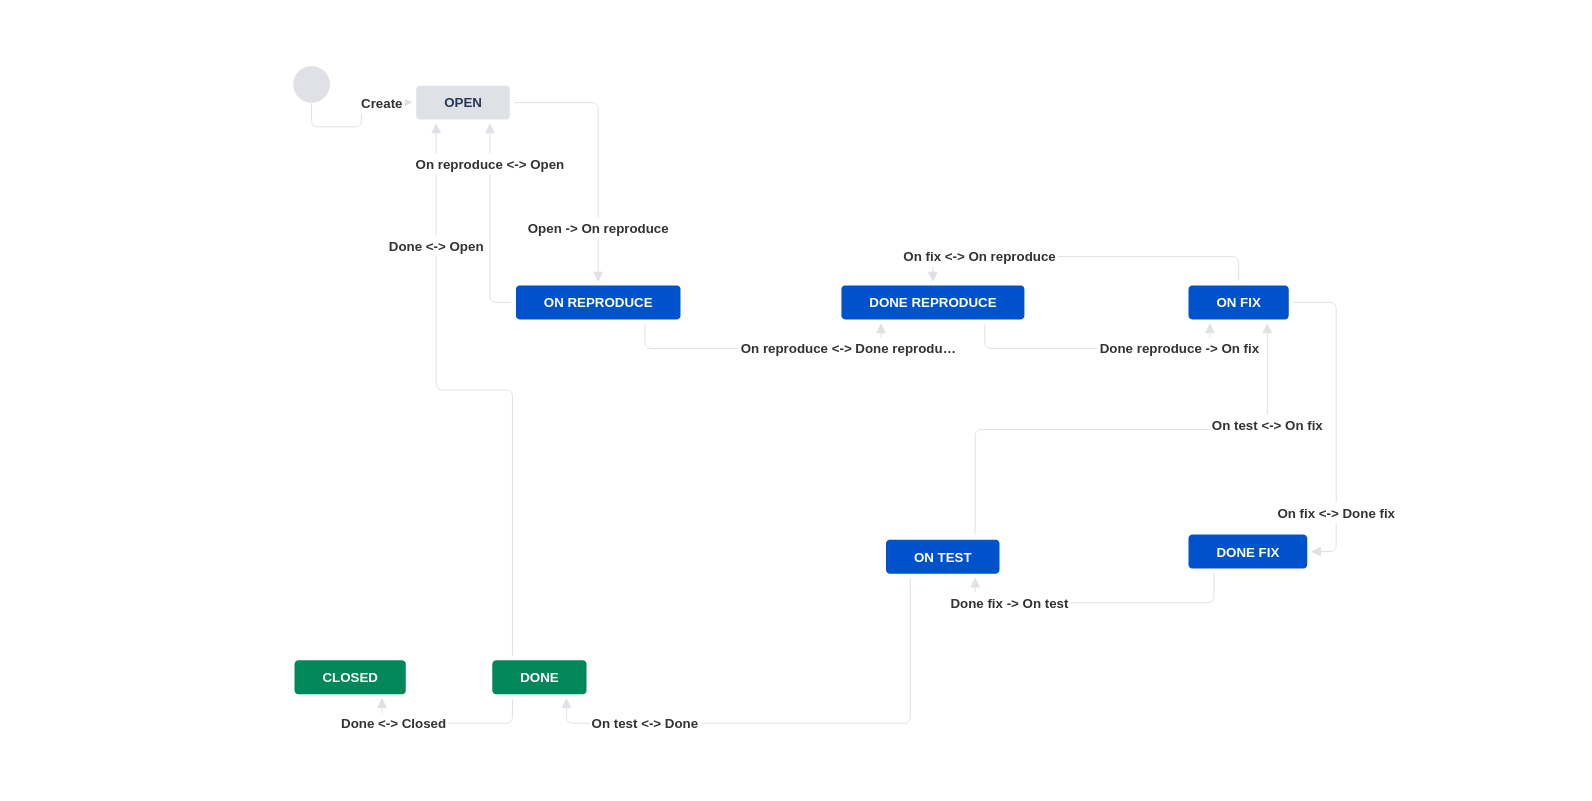 Create
OPEN
On reproduce <-> Open
Open -> On reproduce
Done <-> Open
On fix <-> On reproduce
ON REPRODUCE
DONE REPRODUCE
ON FIX
On reproduce <-> Done reprodu…
Done reproduce -> On fix
On test <-> On fix
On fix <-> Done fix
ON TEST
DONE FIX
Done fix -> On test
CLOSED
DONE
Done <-> Closed
On test <-> Done